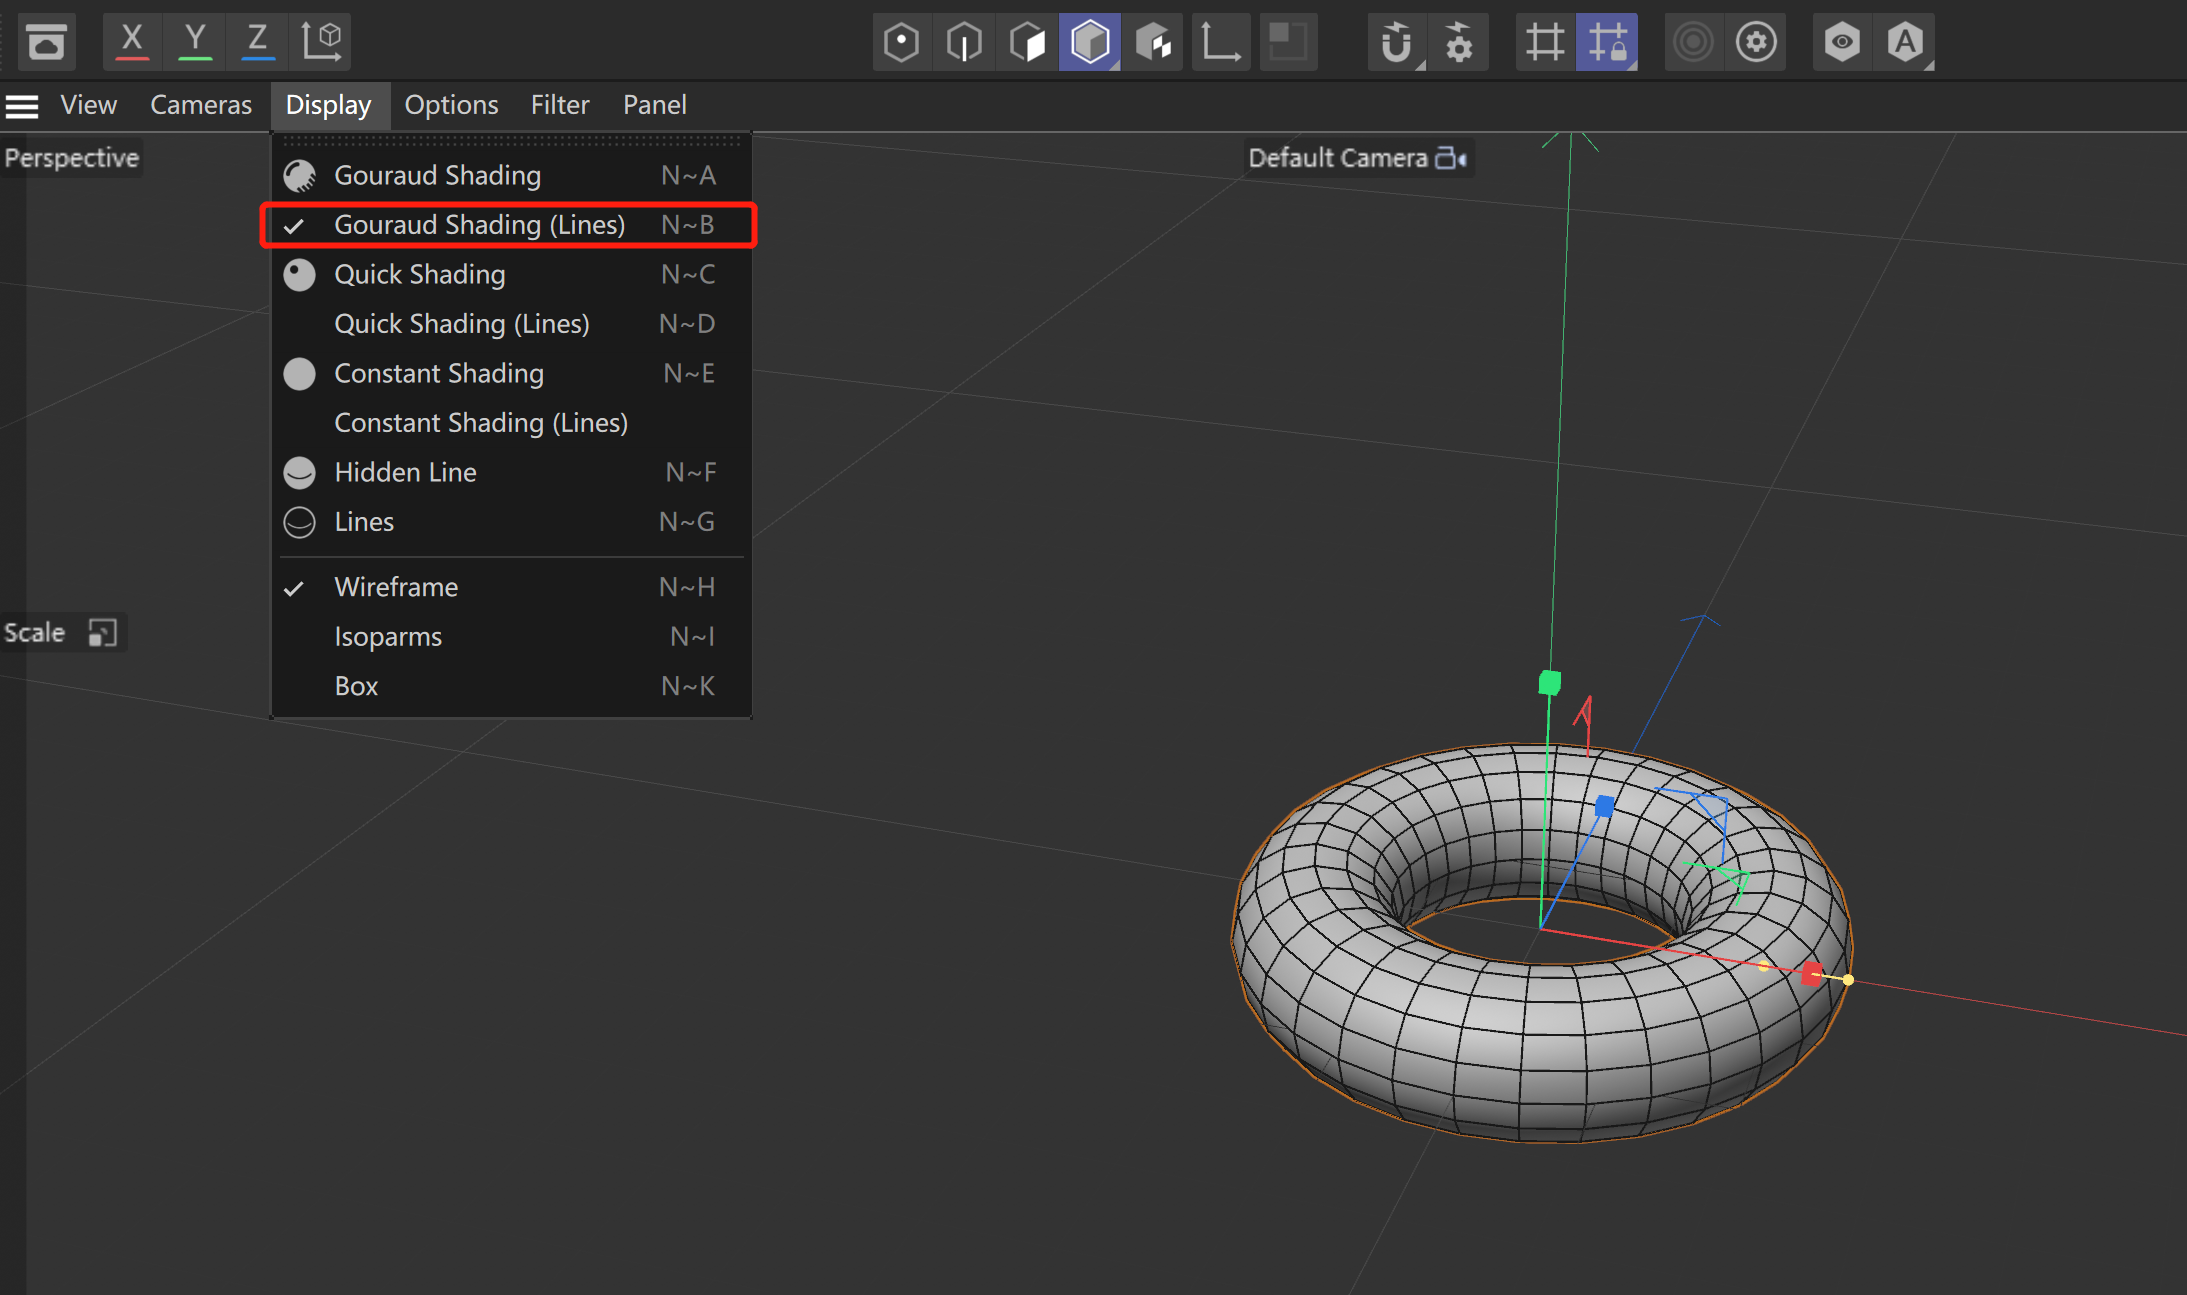 X Y Z A
View Cameras Display Options Filter Panel
Perspective
Default Camera
Gouraud Shading N~A
Gouraud Shading (Lines) N~B
Quick Shading N~C
Quick Shading (Lines) N~D
Constant Shading N~E
Constant Shading (Lines)
Hidden Line N~F
Lines N~G
Wireframe N~H
Isoparms N~I
Box N~K
Scale